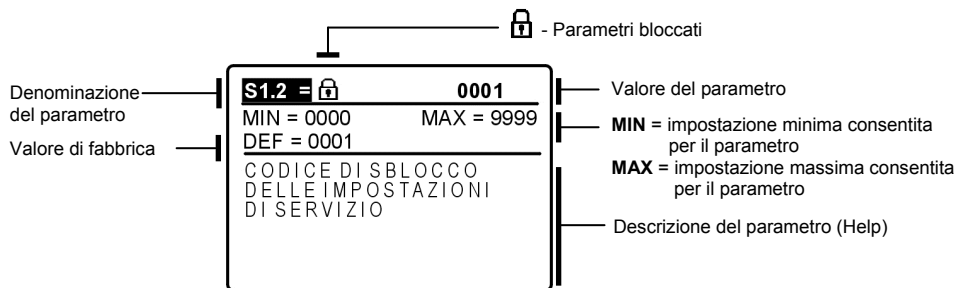 - Parametri bloccati
Denominazione
del parametro
Valore di fabbrica
S1.2 = 0001
MIN = 0000 MAX = 9999
DEF = 0001
CODICE DI SBLOCCO
DELLE IMPOSTAZIONI
DI SERVIZIO
Valore del parametro
MIN = impostazione minima consentita
per il parametro
MAX = impostazione massima consentita
per il parametro
Descrizione del parametro (Help)